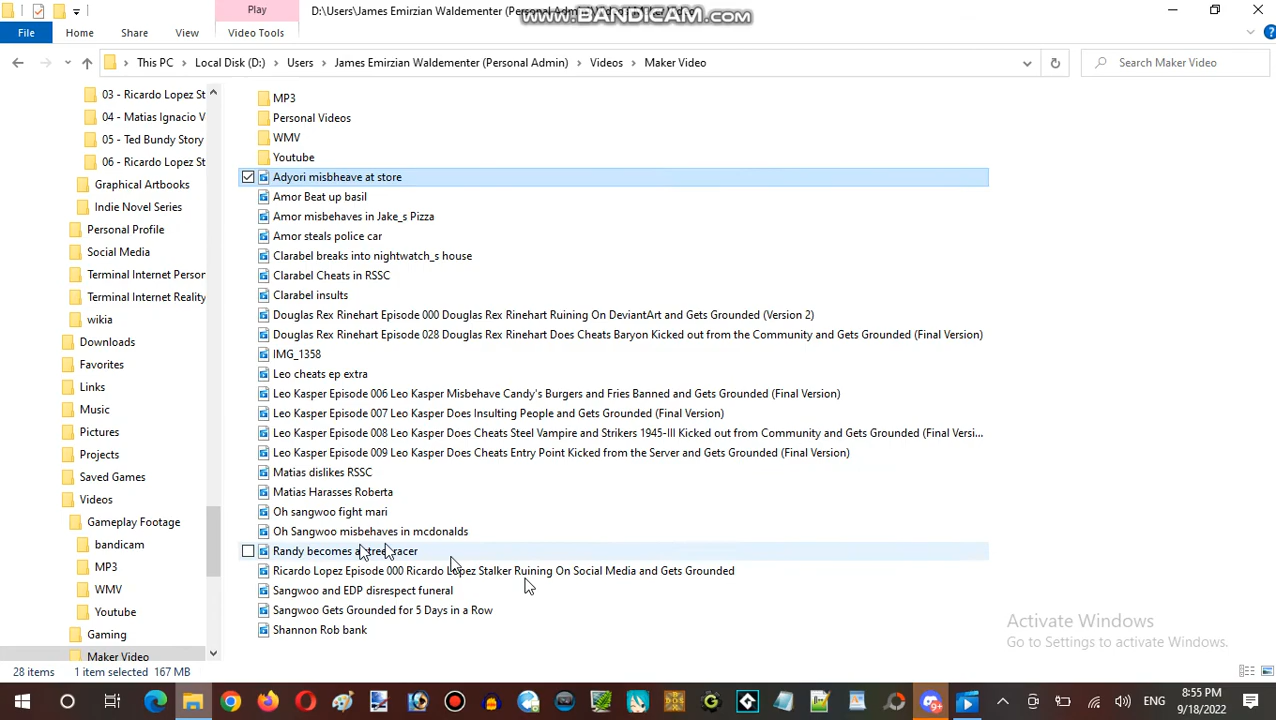 Play
D:\Users\James Emirzian Waldementer (Personal Admin)
www.BANDICAM.com
File
Home
Share
View
Video Tools
This PC
Local Disk (D:)
Users
James Emirzian Waldementer (Personal Admin)
Videos
Maker Video
Search Maker Video
03 - Ricardo Lopez St
04 - Matias Ignacio V
05 - Ted Bundy Story
06 - Ricardo Lopez St
Graphical Artbooks
Indie Novel Series
Personal Profile
Social Media
Terminal Internet Person
Terminal Internet Reality
wikia
Downloads
Favorites
Links
Music
Pictures
Projects
Saved Games
Videos
Gameplay Footage
bandicam
MP3
WMV
Youtube
Gaming
Maker Video
MP3
Personal Videos
WMV
Youtube
Adyori misbheave at store
Amor Beat up basil
Amor misbehaves in Jake_s Pizza
Amor steals police car
Clarabel breaks into nightwatch_s house
Clarabel Cheats in RSSC
Clarabel insults
Douglas Rex Rinehart Episode 000 Douglas Rex Rinehart Ruining On DeviantArt and Gets Grounded (Version 2)
Douglas Rex Rinehart Episode 028 Douglas Rex Rinehart Does Cheats Baryon Kicked out from the Community and Gets Grounded (Final Version)
IMG_1358
Leo cheats ep extra
Leo Kasper Episode 006 Leo Kasper Misbehave Candy's Burgers and Fries Banned and Gets Grounded (Final Version)
Leo Kasper Episode 007 Leo Kasper Does Insulting People and Gets Grounded (Final Version)
Leo Kasper Episode 008 Leo Kasper Does Cheats Steel Vampire and Strikers 1945-III Kicked out from Community and Gets Grounded (Final Versi...
Leo Kasper Episode 009 Leo Kasper Does Cheats Entry Point Kicked from the Server and Gets Grounded (Final Version)
Matias dislikes RSSC
Matias Harasses Roberta
Oh sangwoo fight mari
Oh Sangwoo misbehaves in mcdonalds
Randy becomes a
Ricardo Lopez Episode 000 Ricardo Lopez Stalker Ruining On Social Media and Gets Grounded
Sangwoo and EDP disrespect funeral
Sangwoo Gets Grounded for 5 Days in a Row
Shannon Rob bank
Activate Windows
Go to Settings to activate Windows.
28 items
1 item selected 167 MB
ENG
8:55 PM
9/18/2022